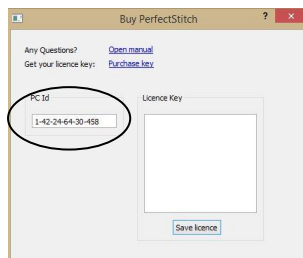 Buy PerfectStitch
? ×
Any Questions? Open manual
Get your licence key: Purchase key
PC Id
1-42-24-64-30-458
Licence Key
Save licence